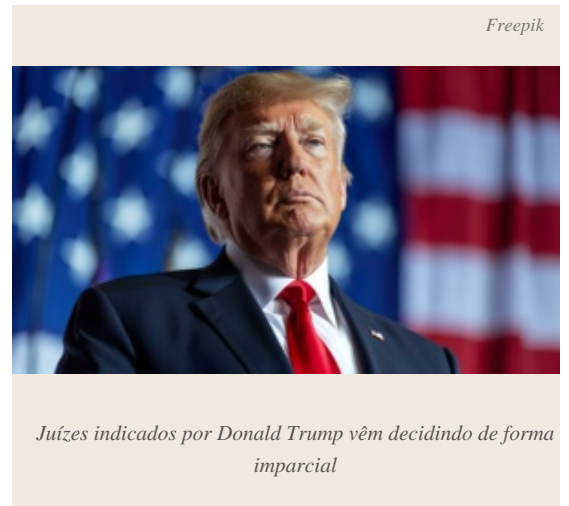 Freepik
Juízes indicados por Donald Trump vêm decidindo de forma
imparcial